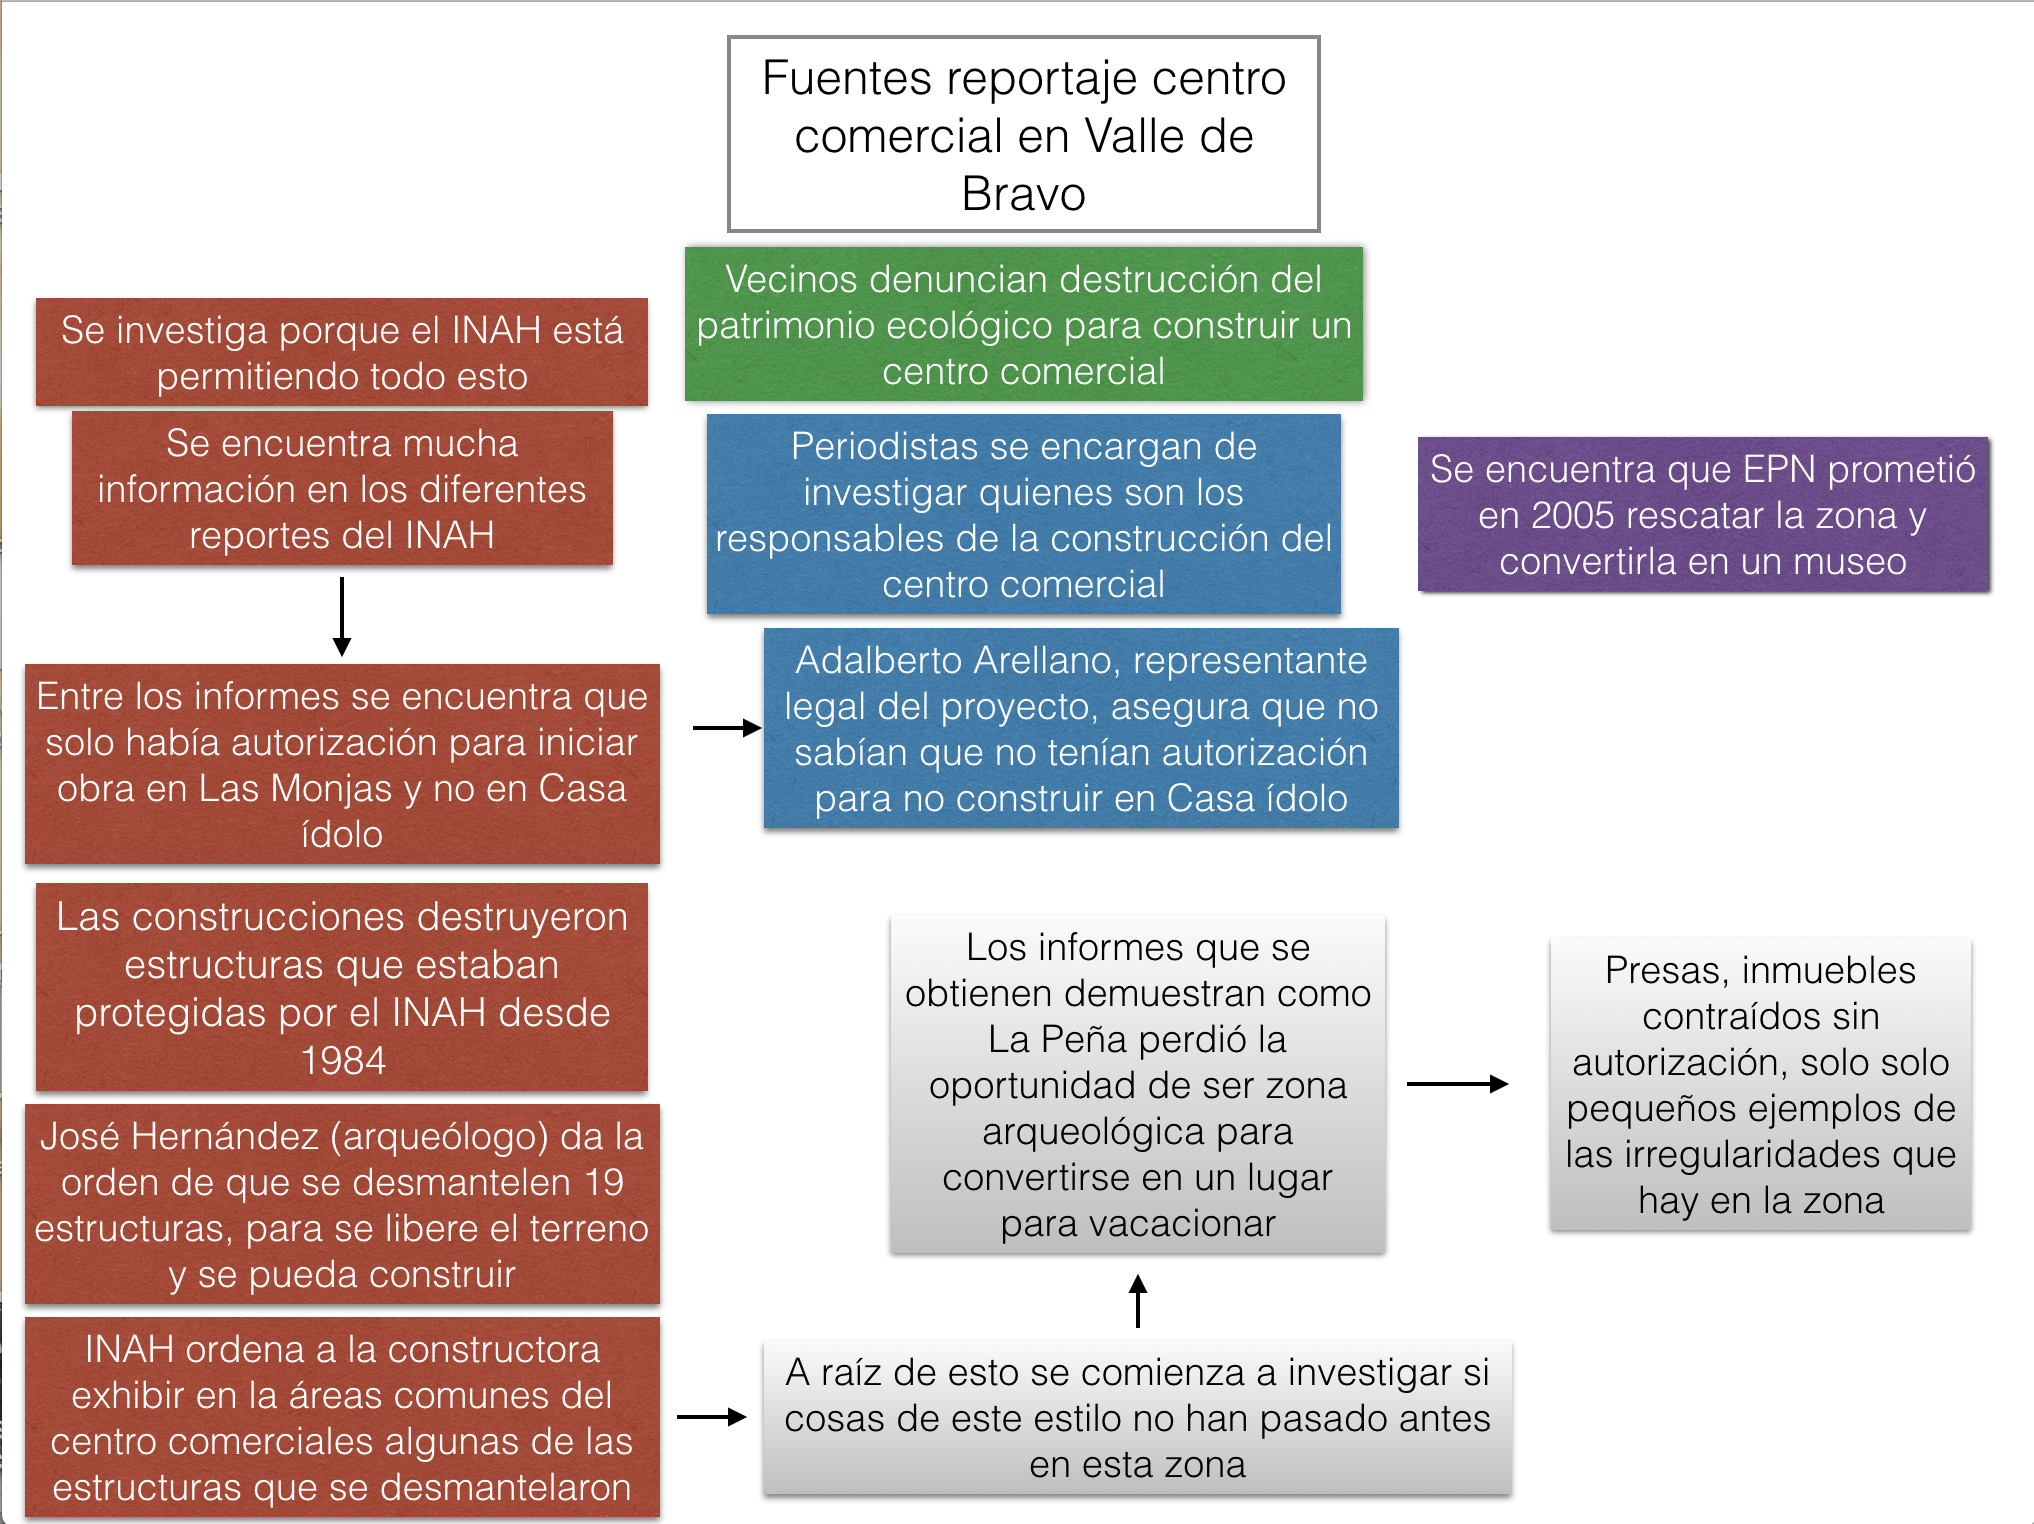 Fuentes reportaje centro
comercial en Valle de
Bravo
Vecinos denuncian destrucción del
patrimonio ecológico para construir un
centro comercial
Se investiga porque el INAH está
permitiendo todo esto
Se encuentra mucha
información en los diferentes
reportes del INAH
Periodistas se encargan de
investigar quienes son los
responsables de la construcción del
centro comercial
Se encuentra que EPN prometió
en 2005 rescatar la zona y
convertirla en un museo
Entre los informes se encuentra que
solo había autorización para iniciar
obra en Las Monjas y no en Casa
ídolo
Adalberto Arellano, representante
legal del proyecto, asegura que no
sabían que no tenían autorización
para no construir en Casa ídolo
Las construcciones destruyeron
estructuras que estaban
protegidas por el INAH desde
1984
José Hernández (arqueólogo) da la
orden de que se desmantelen 19
estructuras, para se libere el terreno
y se pueda construir
INAH ordena a la constructora
exhibir en la áreas comunes del
centro comerciales algunas de las
estructuras que se desmantelaron
A raíz de esto se comienza a investigar si
cosas de este estilo no han pasado antes
en esta zona
Los informes que se
obtienen demuestran como
La Peña perdió la
oportunidad de ser zona
arqueológica para
convertirse en un lugar
para vacacionar
Presas, inmuebles
contraídos sin
autorización, solo solo
pequeños ejemplos de
las irregularidades que
hay en la zona